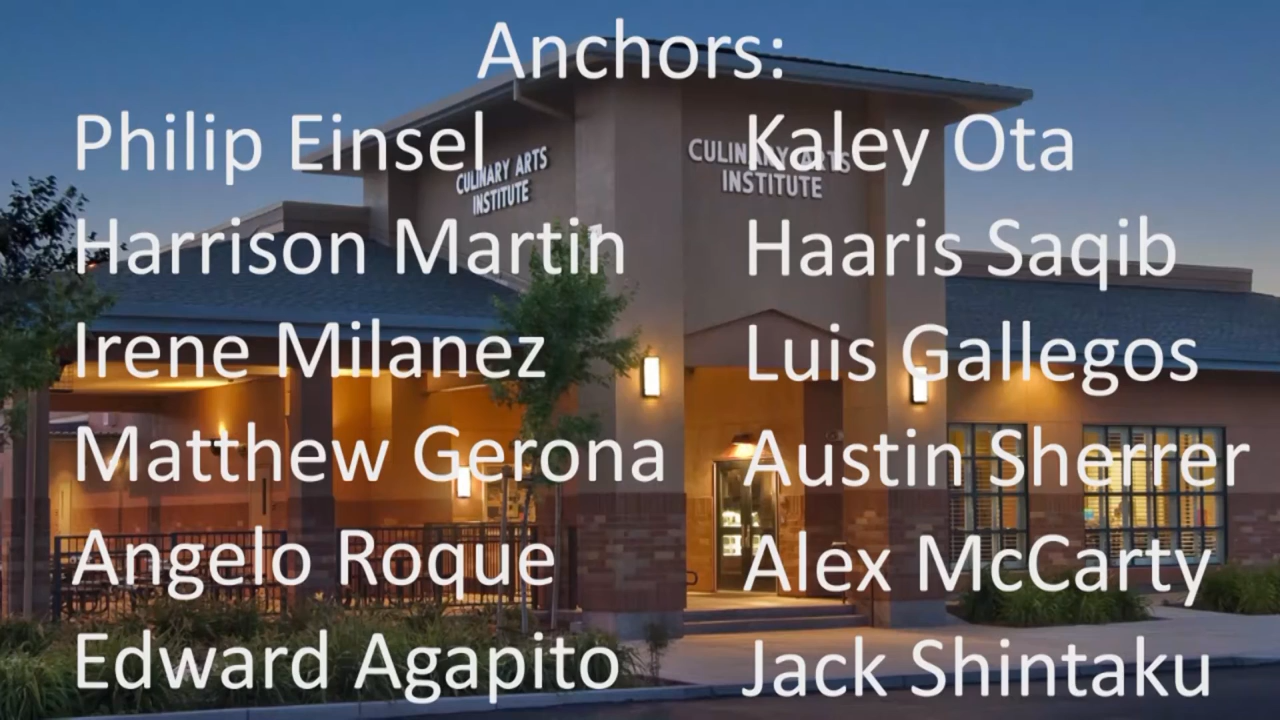 Anchors:
Philip Einsel
Harrison Martin
Irene Milanez
Matthew Gerona
Angelo Roque
Edward Agapito
Kaley Ota
Haaris Saqib
Luis Gallegos
Austin Sherrer
Alex McCarty
Jack Shintaku
CULINARY ARTS
INSTITUTE
CULINARY ARTS
INSTITUTE